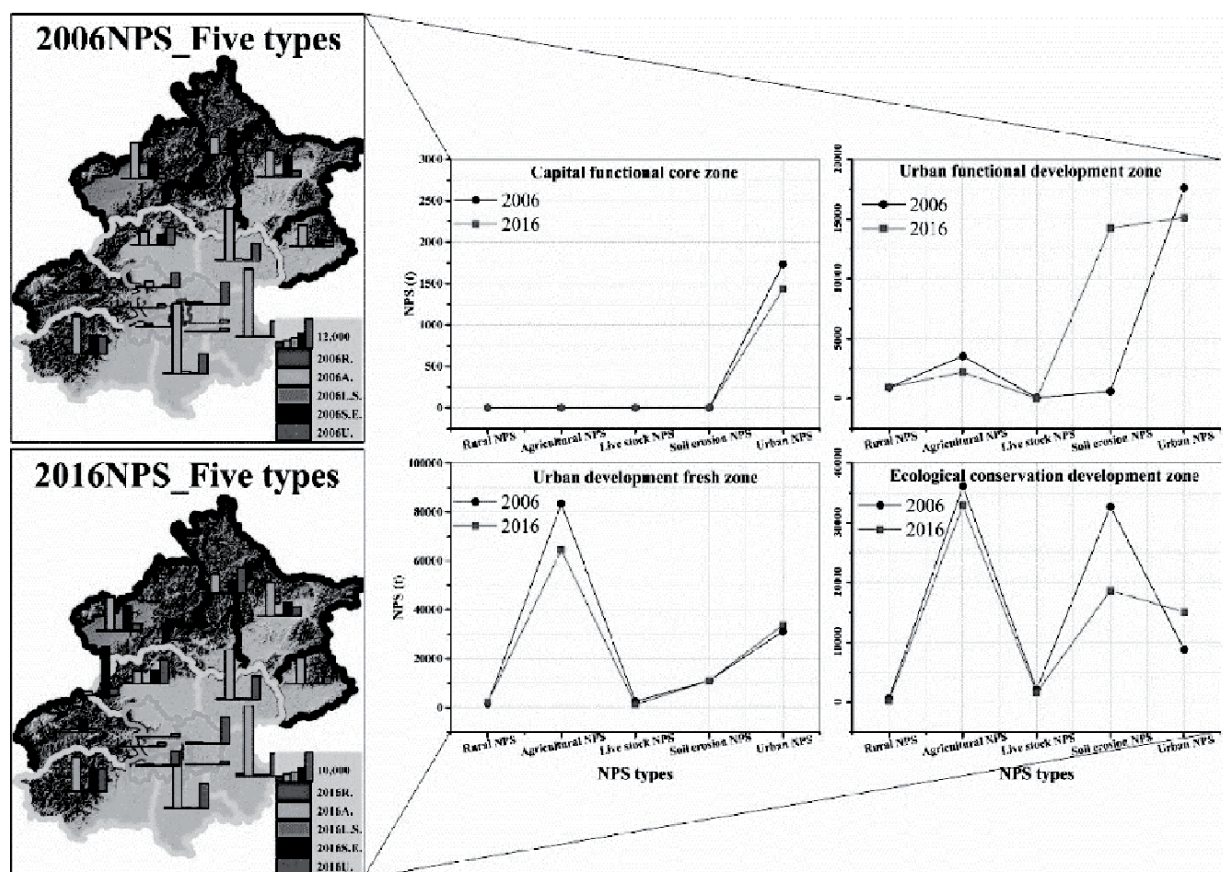 2006NPS_Five types
12,000
2006R.
2006A.
2006L.S.
2006S.E.
2006U.
2016NPS_Five types
10,000
2016R.
2016A.
2016L.S.
2016S.E.
2016U.
Capital functional core zone
2006
2016
NPS (t)
3000
2500
2000
1500
1000
500
0
Rural NPS
Agricultural NPS
Live stock NPS
Soil erosion NPS
Urban NPS
Urban functional development zone
2006
2016
20000
15000
10000
5000
0
Rural NPS
Agricultural NPS
Live stock NPS
Soil erosion NPS
Urban NPS
Urban development fresh zone
2006
2016
NPS (t)
100000
80000
60000
40000
20000
0
Rural NPS
Agricultural NPS
Live stock NPS
Soil erosion NPS
Urban NPS
NPS types
Ecological conservation development zone
2006
2016
40000
30000
20000
10000
0
Rural NPS
Agricultural NPS
Live stock NPS
Soil erosion NPS
Urban NPS
NPS types